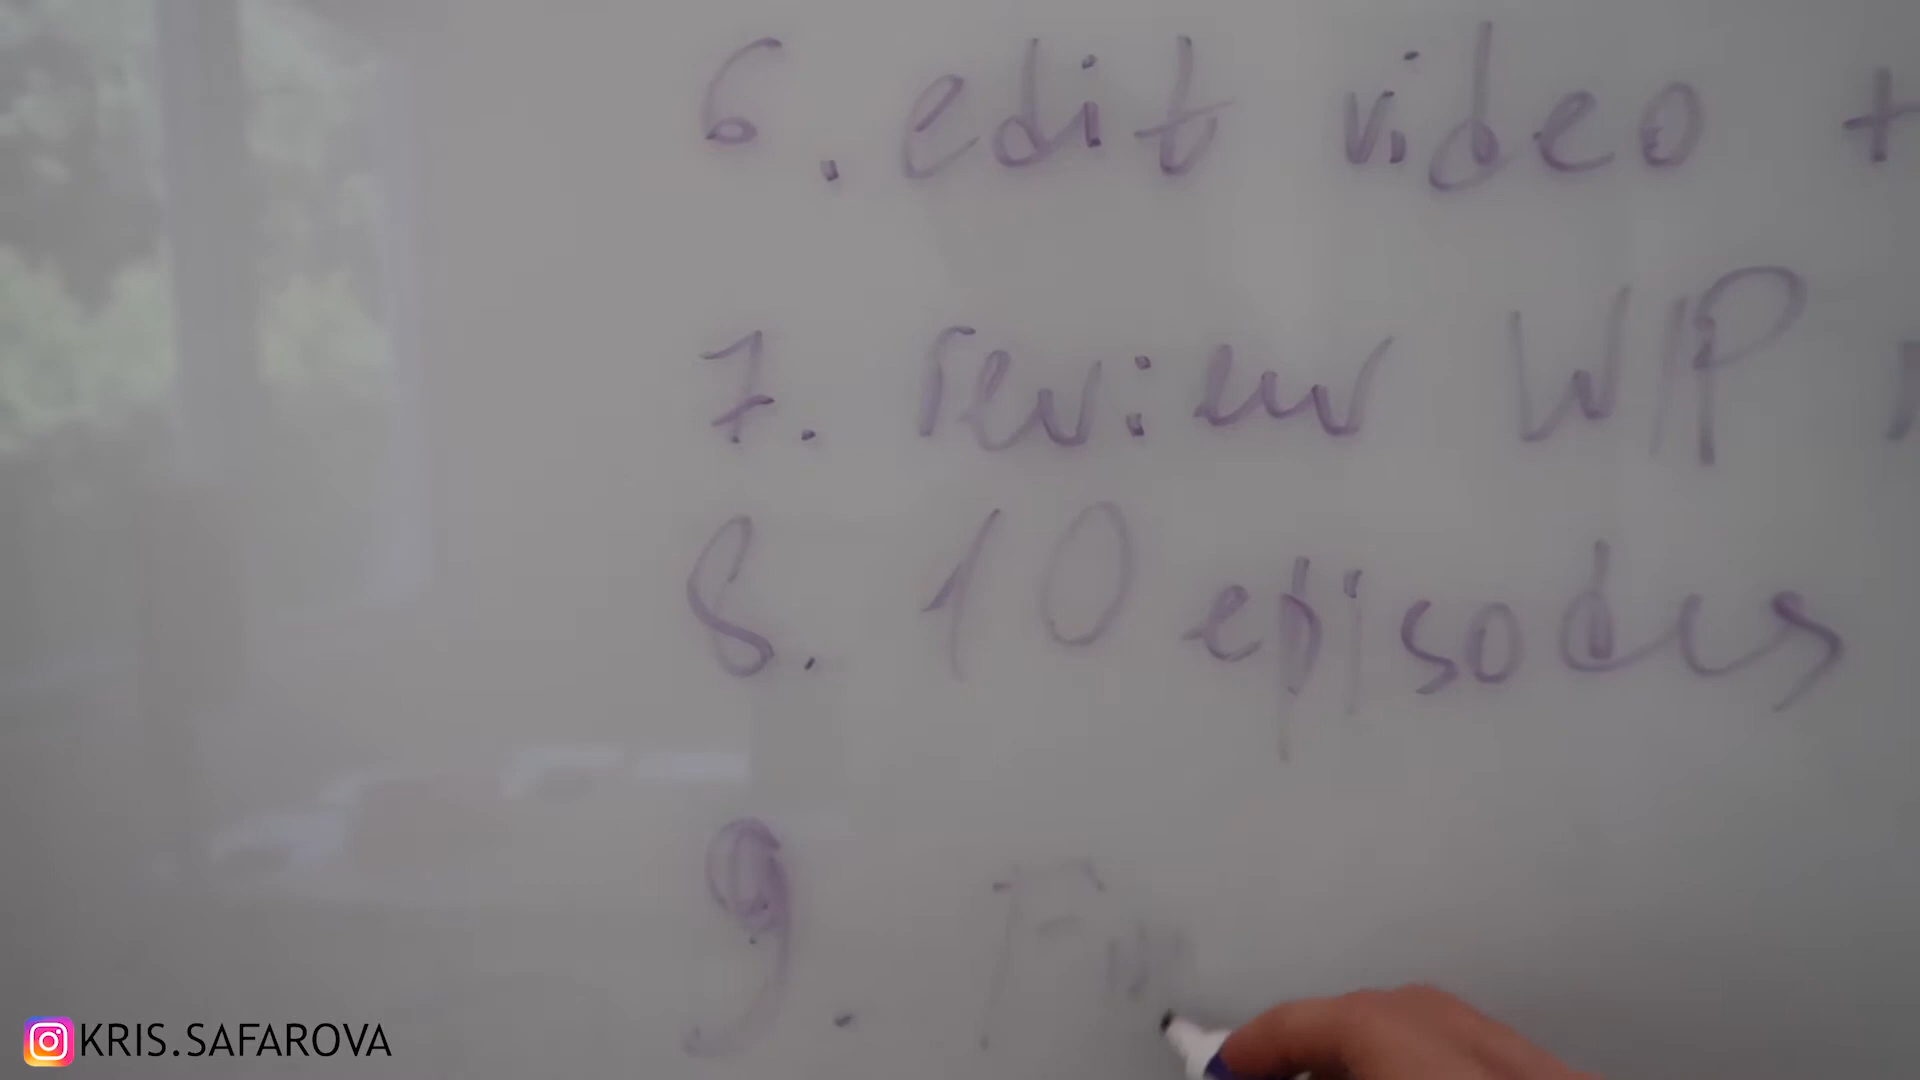 6. edit video +
7. review WIP
8. 10 episodes
9.
KRIS.SAFAROVA